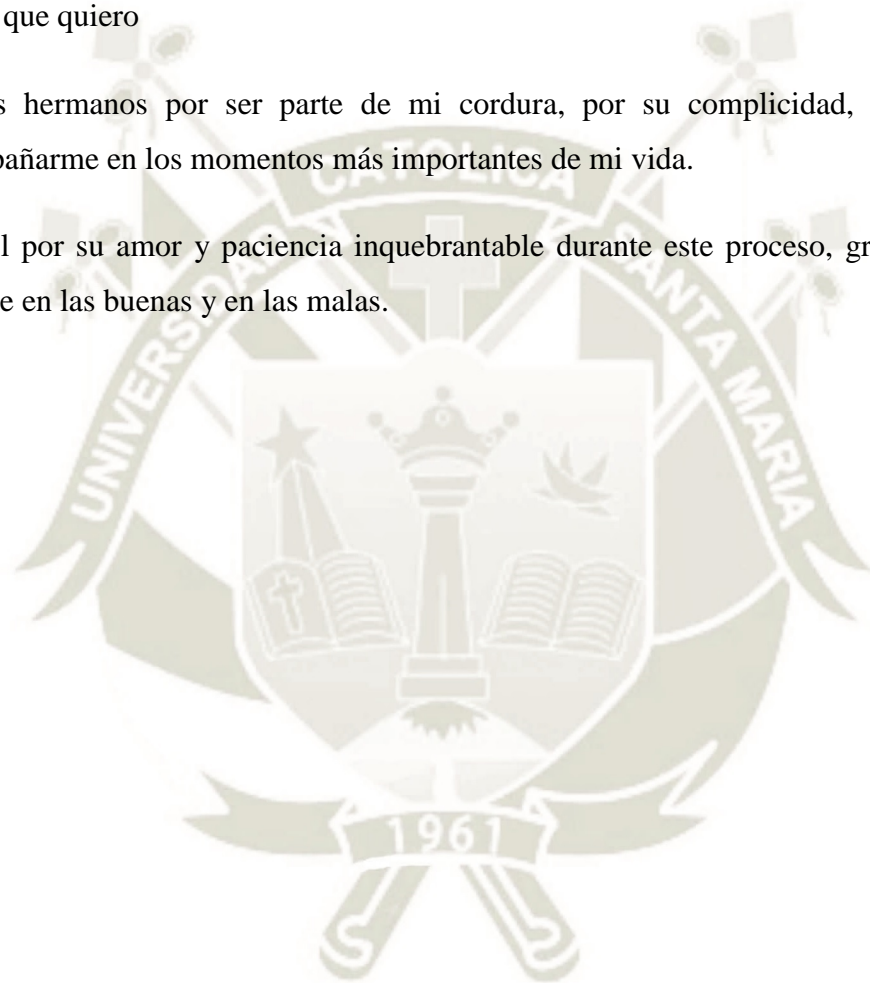 que quiero
s hermanos por ser parte de mi cordura, por su complicidad,
pañarme en los momentos más importantes de mi vida.
l por su amor y paciencia inquebrantable durante este proceso, gr
e en las buenas y en las malas.
UNIVERSIDAD CATOLICA SANTA MARIA
1961